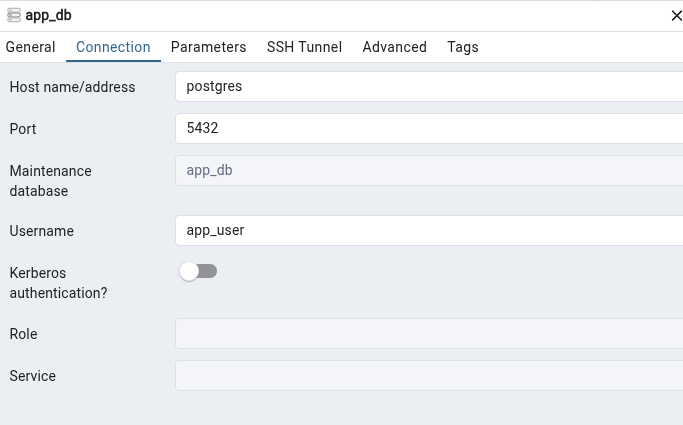 app_db
General Connection Parameters SSH Tunnel Advanced Tags
Host name/address postgres
Port 5432
Maintenance
database app_db
Username app_user
Kerberos
authentication?
Role
Service